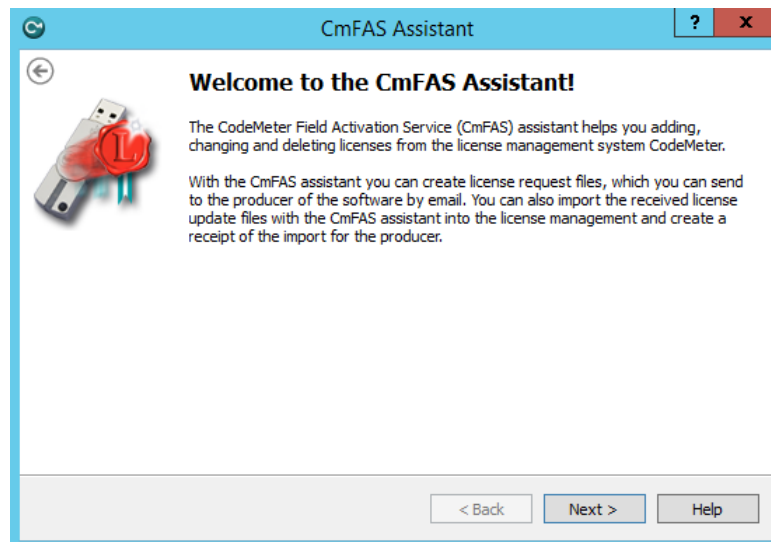 CmFAS Assistant
?
x
Welcome to the CmFAS Assistant!
The CodeMeter Field Activation Service (CmFAS) assistant helps you adding,
changing and deleting licenses from the license management system CodeMeter.
With the CmFAS assistant you can create license request files, which you can send
to the producer of the software by email. You can also import the received license
update files with the CmFAS assistant into the license management and create a
receipt of the import for the producer.
L
< Back
Next >
Help